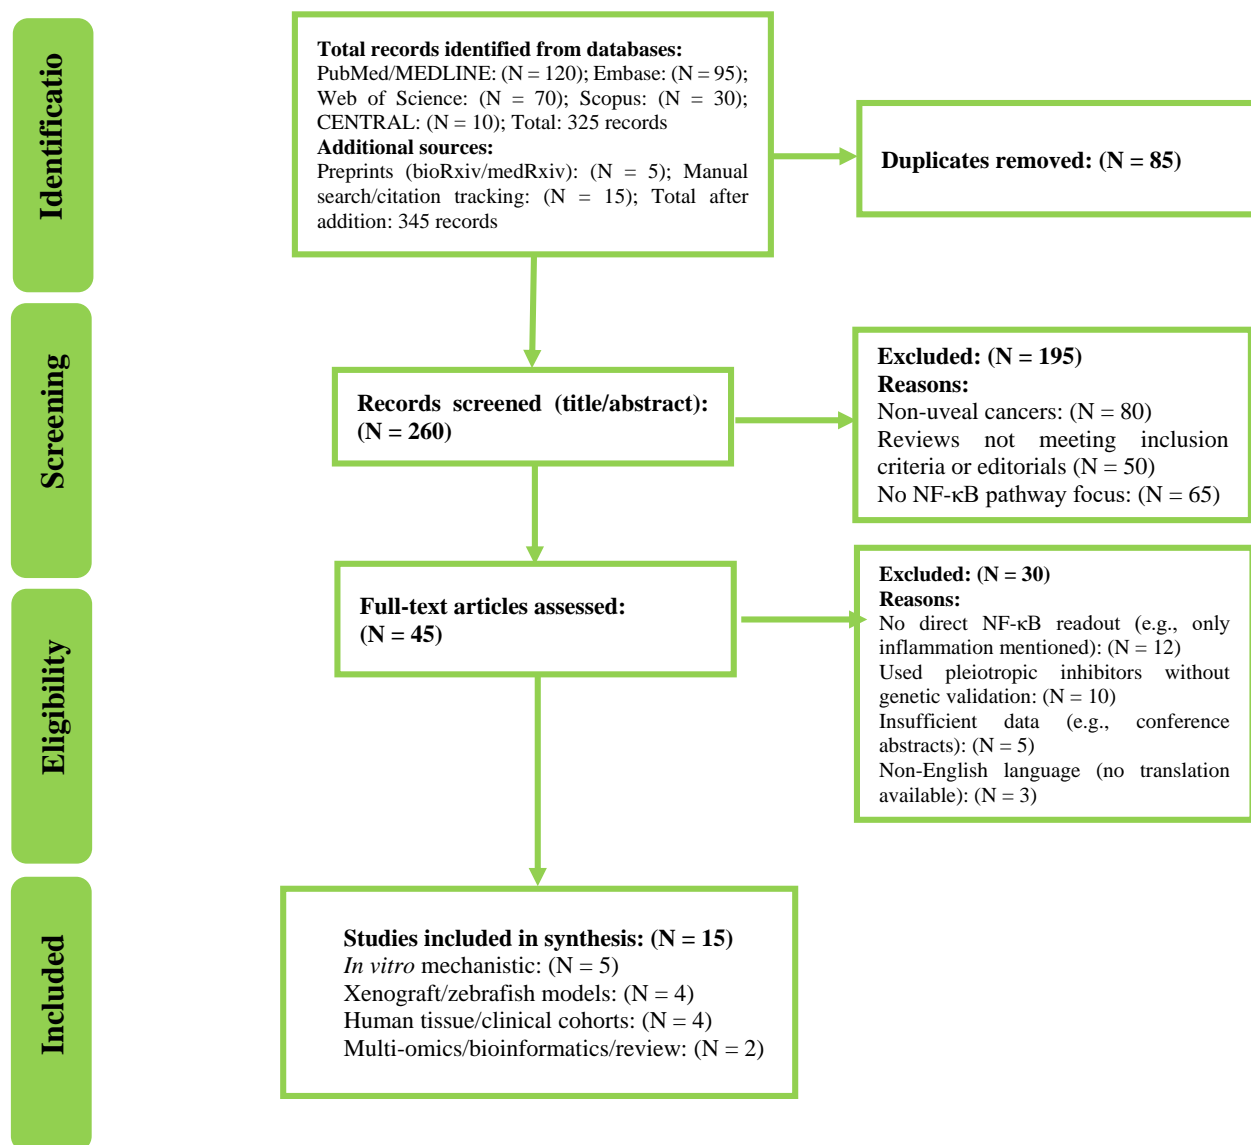 Identificatio
Total records identified from databases:
PubMed/MEDLINE: (N = 120); Embase: (N = 95);
Web of Science: (N = 70); Scopus: (N = 30);
CENTRAL: (N = 10); Total: 325 records
Additional sources:
Preprints (bioRxiv/medRxiv): (N = 5); Manual
search/citation tracking: (N = 15); Total after
addition: 345 records
Duplicates removed: (N = 85)
Screening
Records screened (title/abstract):
(N = 260)
Excluded: (N = 195)
Reasons:
Non-uveal cancers: (N = 80)
Reviews not meeting inclusion
criteria or editorials (N = 50)
No NF-κB pathway focus: (N = 65)
Eligibility
Full-text articles assessed:
(N = 45)
Excluded: (N = 30)
Reasons:
No direct NF-κB readout (e.g., only
inflammation mentioned): (N = 12)
Used pleiotropic inhibitors without
genetic validation: (N = 10)
Insufficient data (e.g., conference
abstracts): (N = 5)
Non-English language (no translation
available): (N = 3)
Included
Studies included in synthesis: (N = 15)
In vitro mechanistic: (N = 5)
Xenograft/zebrafish models: (N = 4)
Human tissue/clinical cohorts: (N = 4)
Multi-omics/bioinformatics/review: (N = 2)